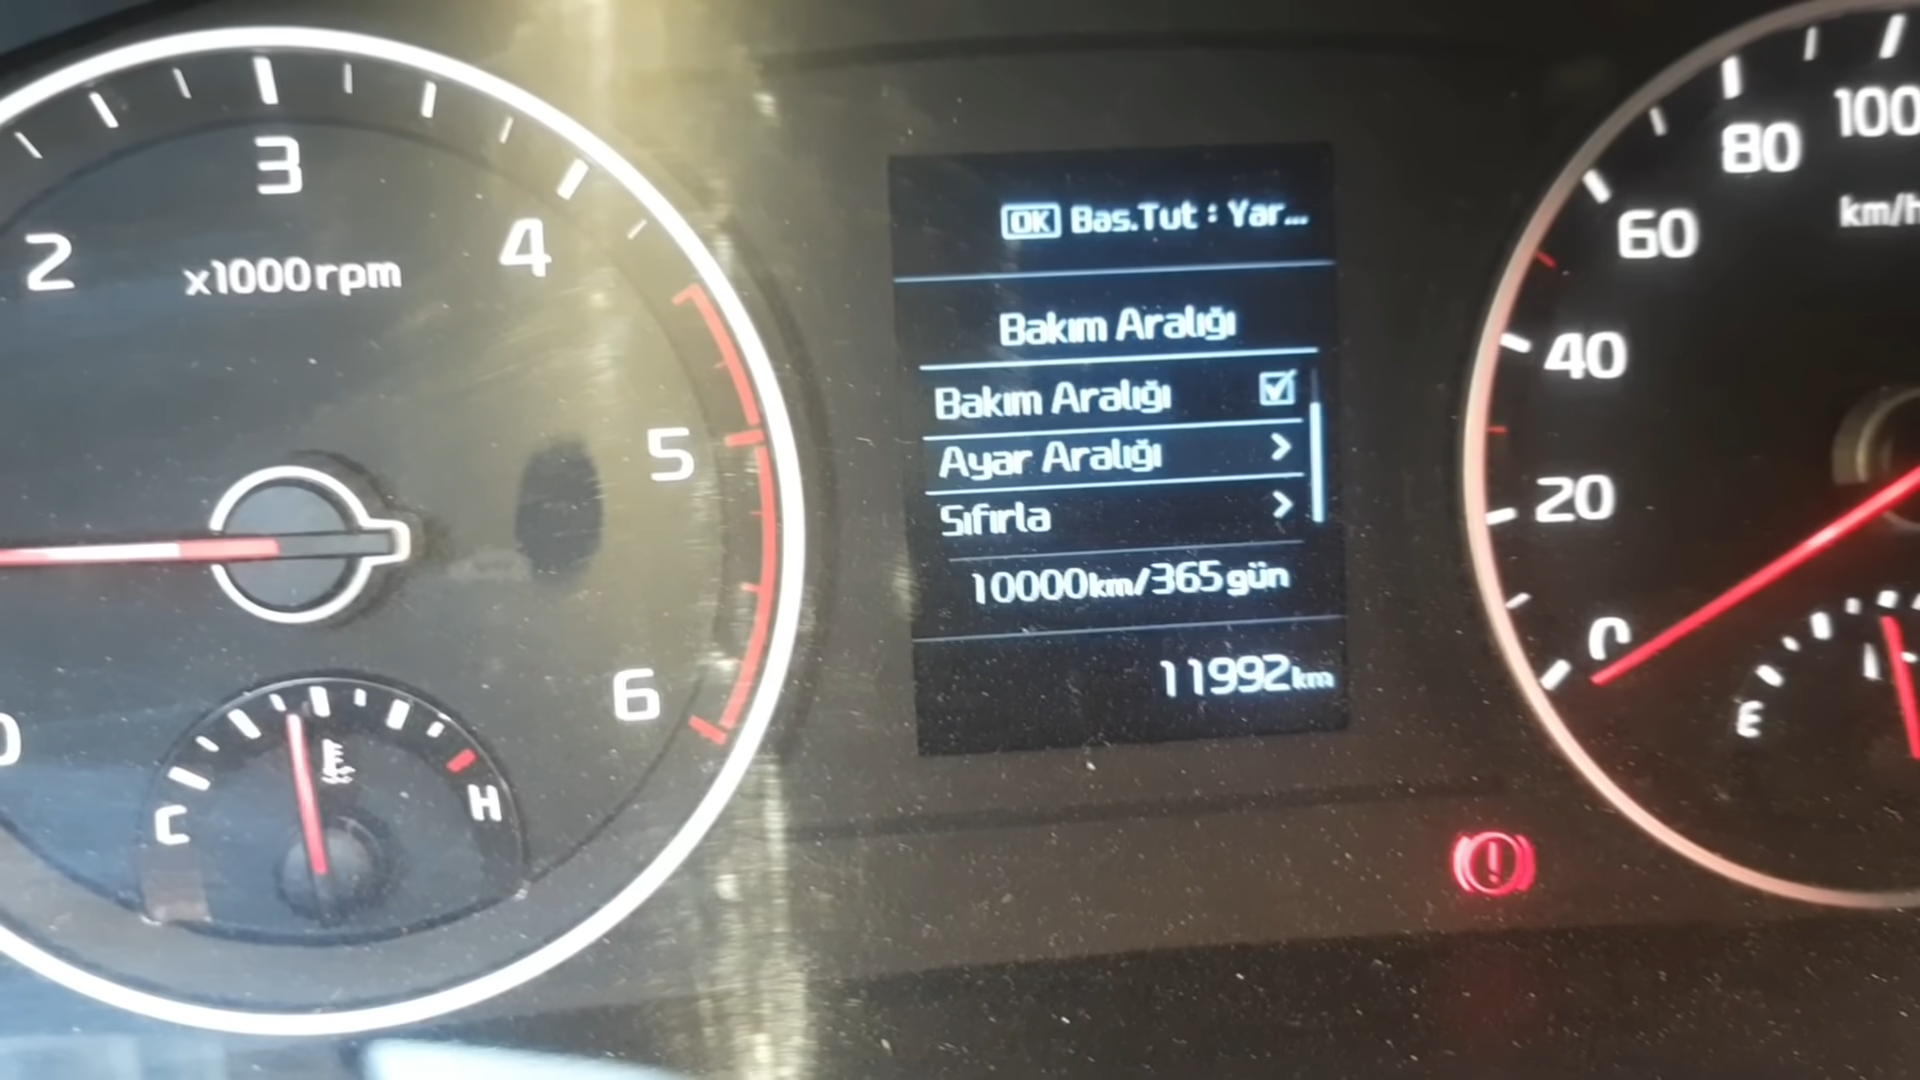 3
2
4
x1000rpm
5
6
0
C
H
OK Bas.Tut : Yar...
Bakım Aralığı
Bakım Aralığı
Ayar Aralığı
Sıfırla
10000km/365gün
11992km
100
80
km/h
60
40
20
0
E